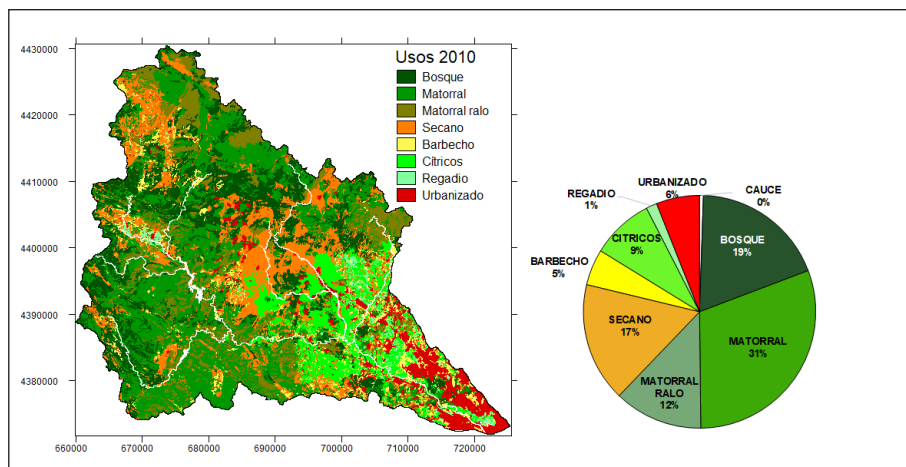 Usos 2010
Bosque
Matorral
Matorral ralo
Secano
Barbecho
Cítricos
Regadio
Urbanizado
4430000
4420000
4410000
4400000
4390000
4380000
660000 670000 680000 690000 700000 710000 720000
URBANIZADO
6%
CAUCE
0%
REGADIO
1%
BOSQUE
19%
CITRICOS
9%
BARBECHO
5%
SECANO
17%
MATORRAL
31%
MATORRAL
RALO
12%